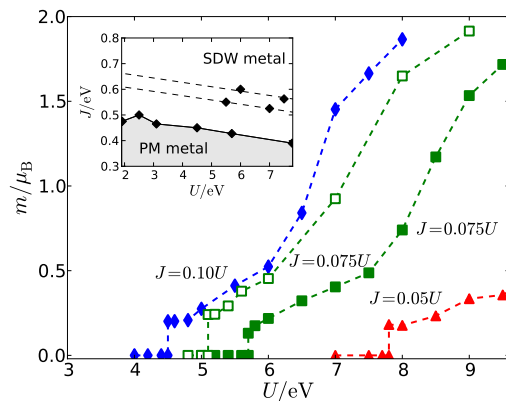 2.0
1.5
1.0
0.5
0.0
m/μ_B
3 4 5 6 7 8 9
U/eV
J=0.10U
J=0.075U
J=0.075U
J=0.05U
0.8
0.7
0.6
0.5
0.4
0.3
J/eV
SDW metal
PM metal
2 3 4 5 6 7
U/eV